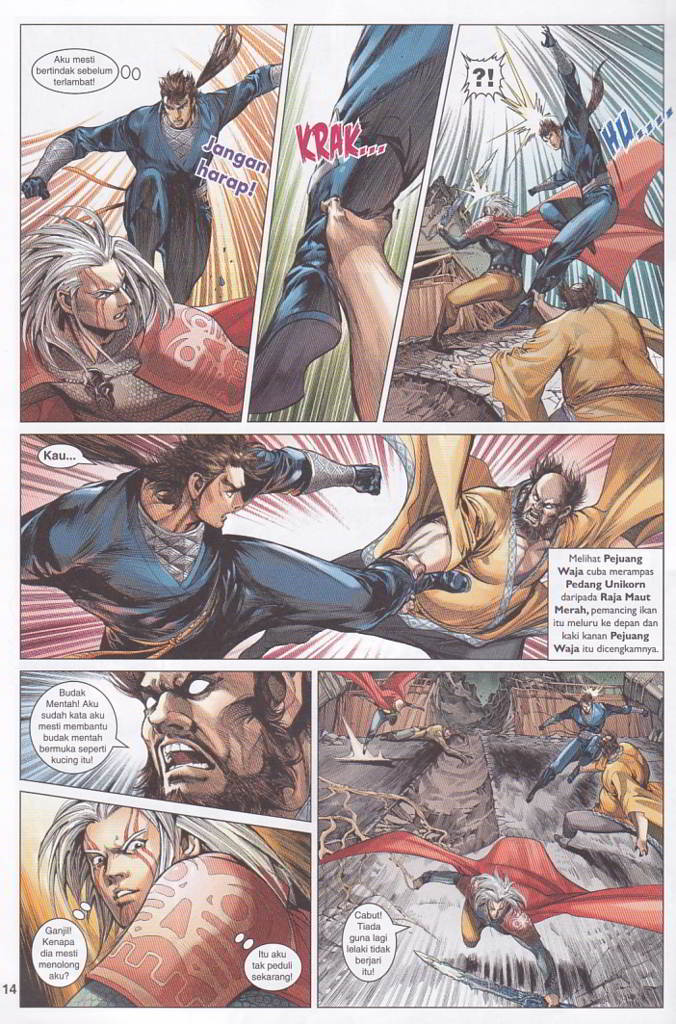 Aku mesti
bertindak sebelum
terlambat!
Jangan
harap!
KRAK...
?!
HU.....
Kau...
Melihat Pejuang
Waja cuba merampas
Pedang Unikorn
daripada Raja Maut
Merah, pemancing ikan
itu meluru ke depan dan
kaki kanan Pejuang
Waja itu dicengkamnya.
Budak
Mentah! Aku
sudah kata aku
mesti membantu
budak mentah
bermuka seperti
kucing itu!
Ganjil!
Kenapa
dia mesti
menolong
aku?
Itu aku
tak peduli
sekarang!
Cabut!
Tiada
guna lagi
lelaki tidak
berjari
itu!
14